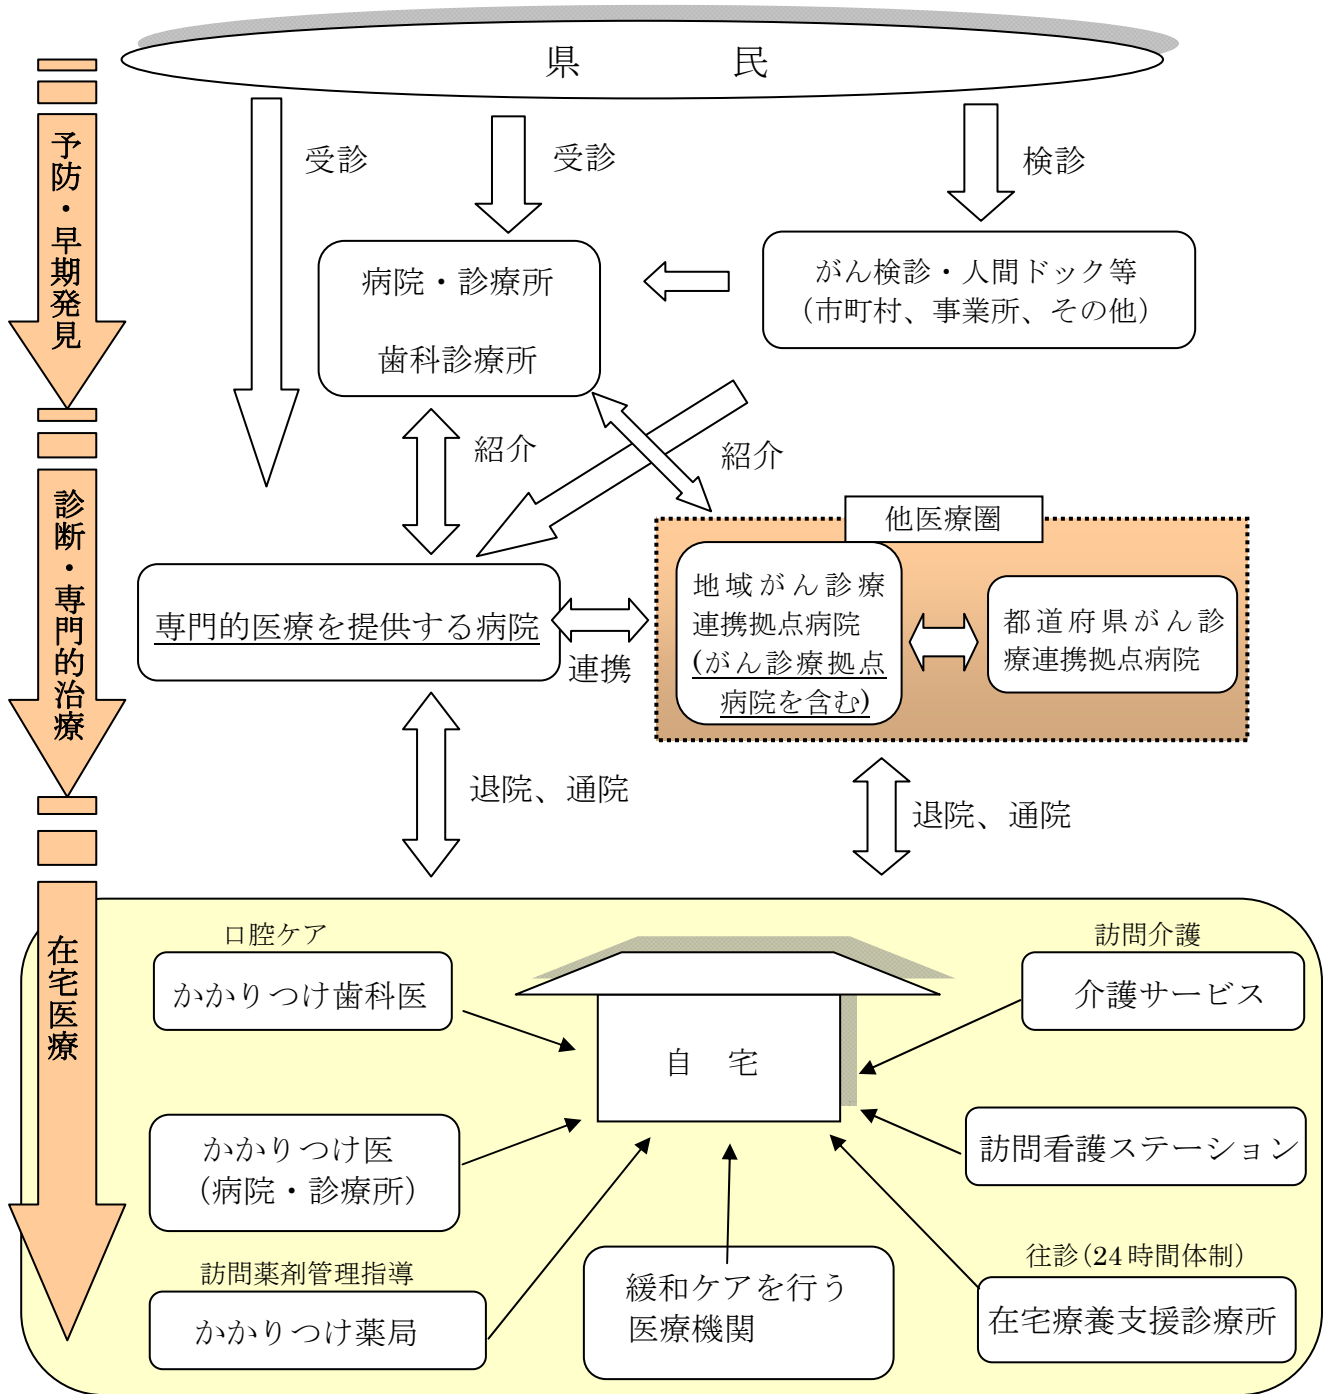 県 民
予防・早期発見
受診
受診
検診
病院・診療所
歯科診療所
がん検診・人間ドック等
（市町村、事業所、その他）
紹介
紹介
診断・専門的治療
他医療圏
専門的医療を提供する病院
連携
地域がん診療
連携拠点病院
(がん診療拠点
病院を含む)
都道府県がん診
療連携拠点病院
退院、通院
退院、通院
在宅医療
口腔ケア
かかりつけ歯科医
自 宅
訪問介護
介護サービス
かかりつけ医
（病院・診療所）
訪問看護ステーション
訪問薬剤管理指導
かかりつけ薬局
緩和ケアを行う
医療機関
往診（24時間体制）
在宅療養支援診療所